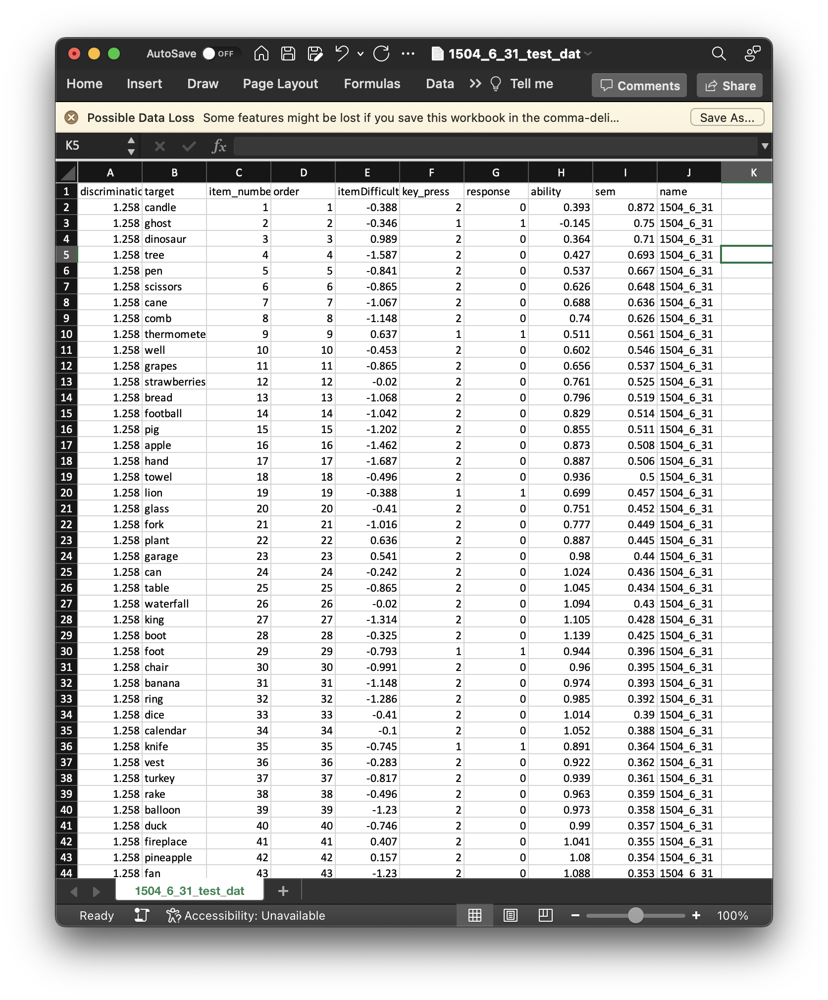 AutoSave OFF ... 1504_6_31_test_dat
Home Insert Draw Page Layout Formulas Data >> Tell me Comments Share
Possible Data Loss Some features might be lost if you save this workbook in the comma-deli... Save As...
K5 fx
A B C D E F G H I J K
1 discriminatic target item_numbe order itemDifficult key_press response ability sem name
2 1.258 candle 1 1 -0.388 2 0 0.393 0.872 1504_6_31
3 1.258 ghost 2 2 -0.346 1 1 -0.145 0.75 1504_6_31
4 1.258 dinosaur 3 3 0.989 2 0 0.364 0.71 1504_6_31
5 1.258 tree 4 4 -1.587 2 0 0.427 0.693 1504_6_31
6 1.258 pen 5 5 -0.841 2 0 0.537 0.667 1504_6_31
7 1.258 scissors 6 6 -0.865 2 0 0.626 0.648 1504_6_31
8 1.258 cane 7 7 -1.067 2 0 0.688 0.636 1504_6_31
9 1.258 comb 8 8 -1.148 2 0 0.74 0.626 1504_6_31
10 1.258 thermomete 9 9 0.637 1 1 0.511 0.561 1504_6_31
11 1.258 well 10 10 -0.453 2 0 0.602 0.546 1504_6_31
12 1.258 grapes 11 11 -0.865 2 0 0.656 0.537 1504_6_31
13 1.258 strawberries 12 12 -0.02 2 0 0.761 0.525 1504_6_31
14 1.258 bread 13 13 -1.068 2 0 0.796 0.519 1504_6_31
15 1.258 football 14 14 -1.042 2 0 0.829 0.514 1504_6_31
16 1.258 pig 15 15 -1.202 2 0 0.855 0.511 1504_6_31
17 1.258 apple 16 16 -1.462 2 0 0.873 0.508 1504_6_31
18 1.258 hand 17 17 -1.687 2 0 0.887 0.506 1504_6_31
19 1.258 towel 18 18 -0.496 2 0 0.936 0.5 1504_6_31
20 1.258 lion 19 19 -0.388 1 1 0.699 0.457 1504_6_31
21 1.258 glass 20 20 -0.41 2 0 0.751 0.452 1504_6_31
22 1.258 fork 21 21 -1.016 2 0 0.777 0.449 1504_6_31
23 1.258 plant 22 22 0.636 2 0 0.887 0.445 1504_6_31
24 1.258 garage 23 23 0.541 2 0 0.98 0.44 1504_6_31
25 1.258 can 24 24 -0.242 2 0 1.024 0.436 1504_6_31
26 1.258 table 25 25 -0.865 2 0 1.045 0.434 1504_6_31
27 1.258 waterfall 26 26 -0.02 2 0 1.094 0.43 1504_6_31
28 1.258 king 27 27 -1.314 2 0 1.105 0.428 1504_6_31
29 1.258 boot 28 28 -0.325 2 0 1.139 0.425 1504_6_31
30 1.258 foot 29 29 -0.793 1 1 0.944 0.396 1504_6_31
31 1.258 chair 30 30 -0.991 2 0 0.96 0.395 1504_6_31
32 1.258 banana 31 31 -1.148 2 0 0.974 0.393 1504_6_31
33 1.258 ring 32 32 -1.286 2 0 0.985 0.392 1504_6_31
34 1.258 dice 33 33 -0.41 2 0 1.014 0.39 1504_6_31
35 1.258 calendar 34 34 -0.1 2 0 1.052 0.388 1504_6_31
36 1.258 knife 35 35 -0.745 1 1 0.891 0.364 1504_6_31
37 1.258 vest 36 36 -0.283 2 0 0.922 0.362 1504_6_31
38 1.258 turkey 37 37 -0.817 2 0 0.939 0.361 1504_6_31
39 1.258 rake 38 38 -0.496 2 0 0.963 0.359 1504_6_31
40 1.258 balloon 39 39 -1.23 2 0 0.973 0.358 1504_6_31
41 1.258 duck 40 40 -0.746 2 0 0.99 0.357 1504_6_31
42 1.258 fireplace 41 41 0.407 2 0 1.041 0.355 1504_6_31
43 1.258 pineapple 42 42 0.157 2 0 1.08 0.354 1504_6_31
44 1.258 fan 43 43 -1.23 2 0 1.088 0.353 1504_6_31
1504_6_31_test_dat +
Ready Accessibility: Unavailable − + 100%